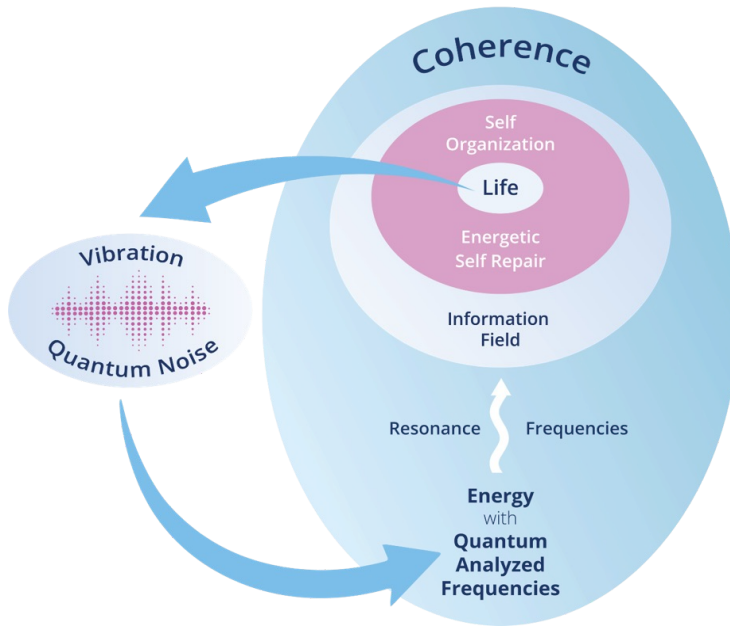 Coherence
Self
Organization
Life
Energetic
Self Repair
Information
Field
Vibration
Quantum Noise
Resonance Frequencies
Energy
with
Quantum
Analyzed
Frequencies